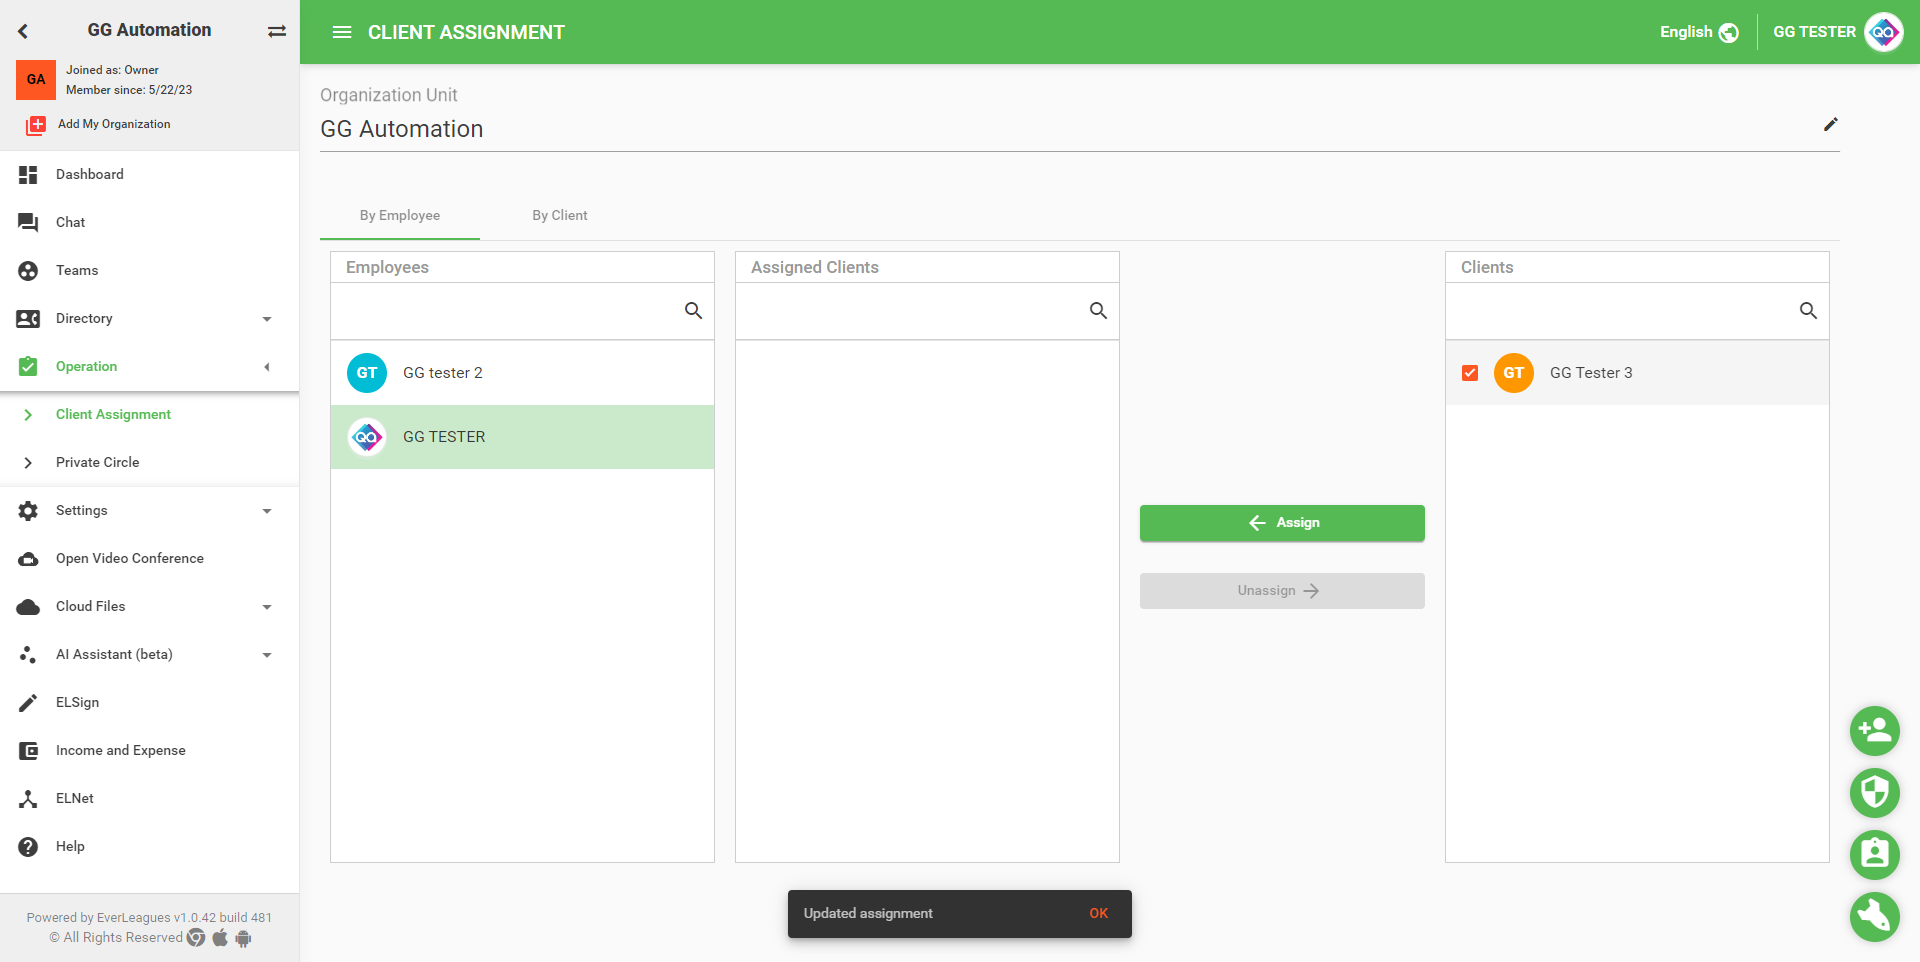 GG Automation
GA
Joined as: Owner
Member since: 5/22/23
Add My Organization
Dashboard
Chat
Teams
Directory
Operation
Client Assignment
Private Circle
Settings
Open Video Conference
Cloud Files
AI Assistant (beta)
ELSign
Income and Expense
ELNet
Help
Powered by EverLeagues v1.0.42 build 481
© All Rights Reserved
CLIENT ASSIGNMENT
English
GG TESTER
QA
Organization Unit
GG Automation
By Employee
By Client
Employees
GT
GG tester 2
QA
GG TESTER
Assigned Clients
Assign
Unassign
Clients
GT
GG Tester 3
Updated assignment
OK